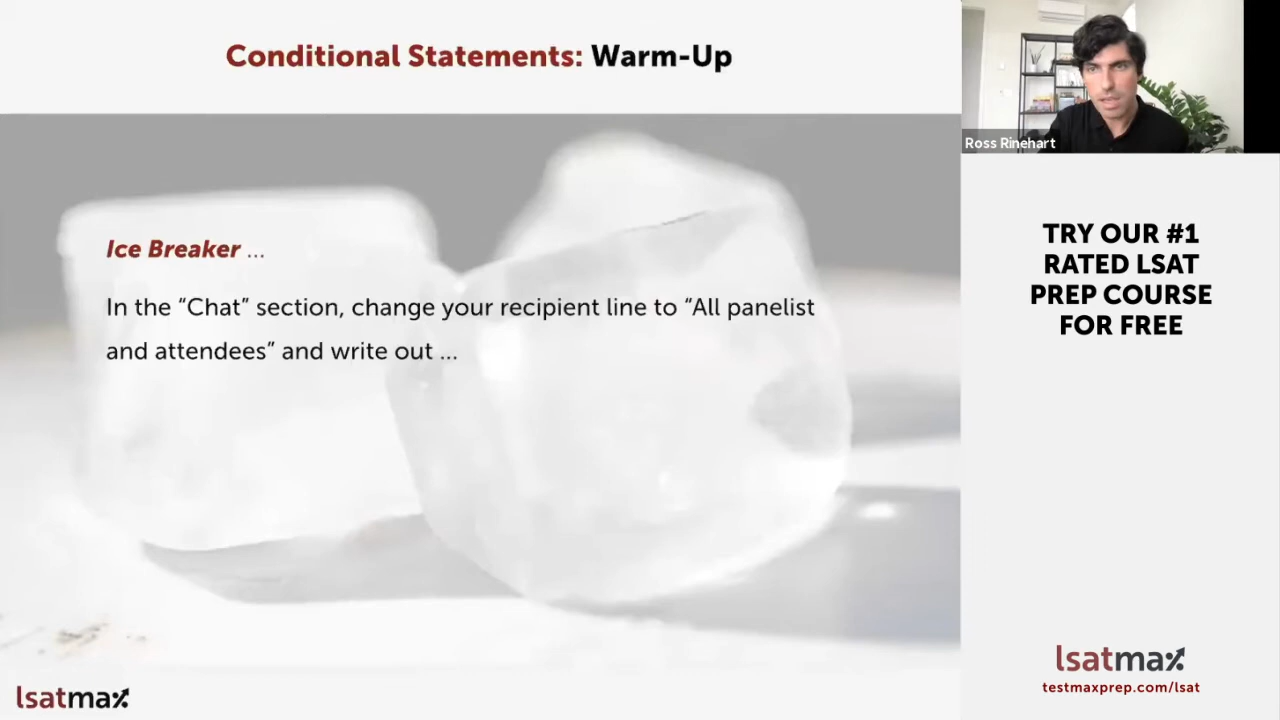 Conditional Statements: Warm-Up
Ice Breaker ...
In the “Chat” section, change your recipient line to “All panelist
and attendees” and write out ...
lsatmax
Ross Rinehart
TRY OUR #1
RATED LSAT
PREP COURSE
FOR FREE
lsatmax
testmaxprep.com/lsat